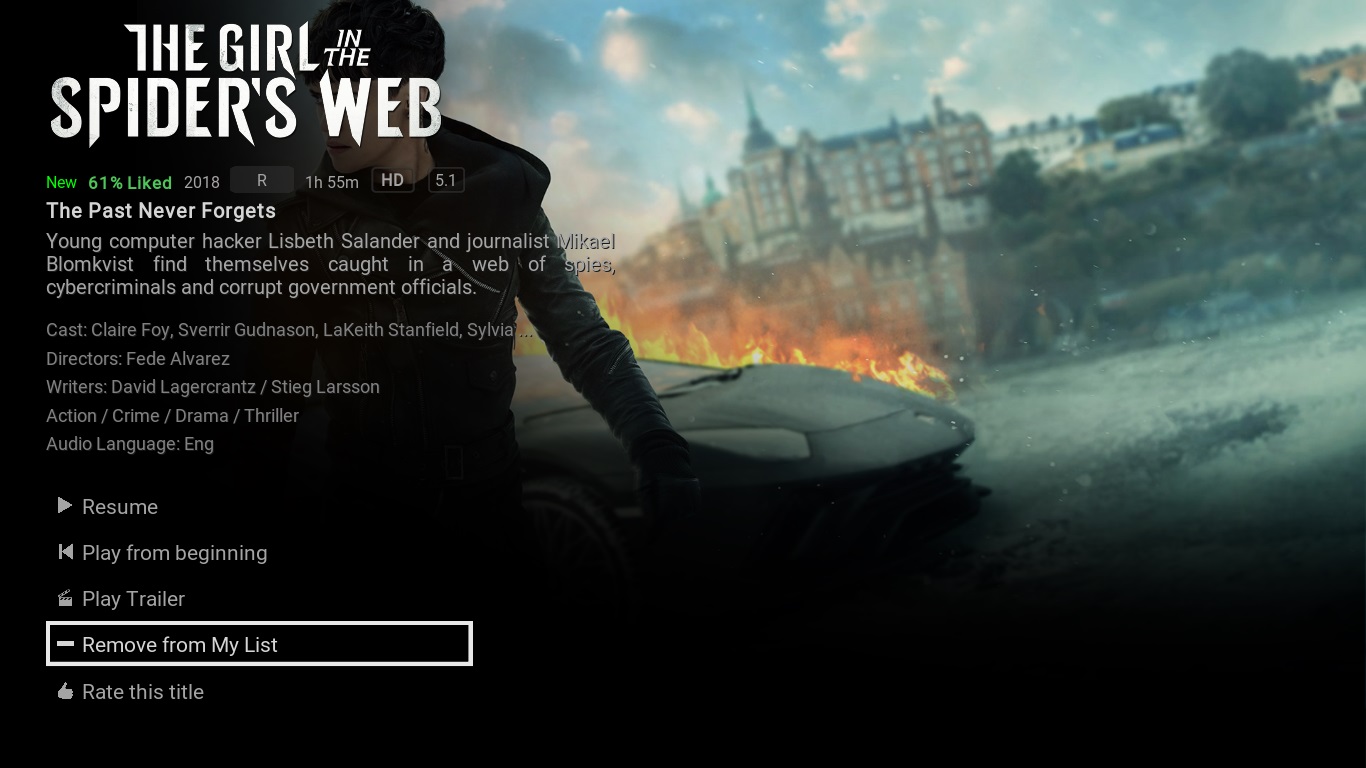 THE GIRL IN THE
SPIDER'S WEB
New 61% Liked 2018 R 1h 55m HD 5.1
The Past Never Forgets
Young computer hacker Lisbeth Salander and journalist Mikael
Blomkvist find themselves caught in a web of spies,
cybercriminals and corrupt government officials.
Cast: Claire Foy, Sverrir Gudnason, LaKeith Stanfield, Sylvia ...
Directors: Fede Alvarez
Writers: David Lagercrantz / Stieg Larsson
Action / Crime / Drama / Thriller
Audio Language: Eng
Resume
Play from beginning
Play Trailer
Remove from My List
Rate this title